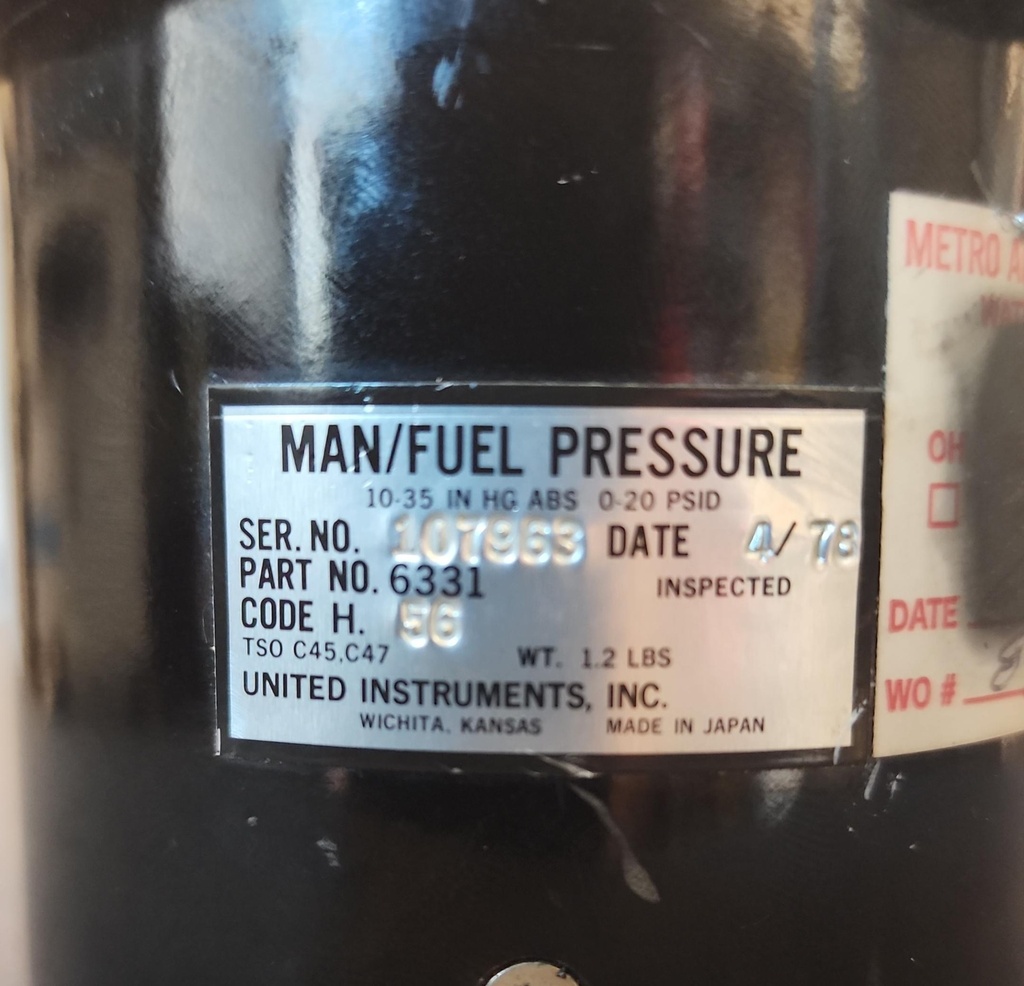 MAN/FUEL PRESSURE
10-35 IN HG ABS 0-20 PSID
SER. NO. 107963 DATE 4/78
PART NO. 6331 INSPECTED
CODE H. 56
TSO C45,C47 WT. 1.2 LBS
UNITED INSTRUMENTS, INC.
WICHITA, KANSAS MADE IN JAPAN
METRO
OH
DATE
WO #